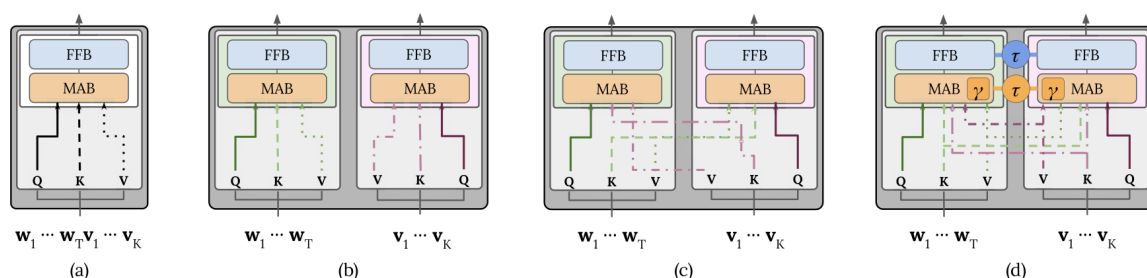 FFB
MAB
Q K V
w1 ··· wTv1 ··· vK
(a)
FFB FFB
MAB MAB
Q K V V K Q
w1 ··· wT v1 ··· vK
(b)
FFB FFB
MAB MAB
Q K V V K Q
w1 ··· wT v1 ··· vK
(c)
FFB τ FFB
MAB γ τ γ MAB
Q K V V K Q
w1 ··· wT v1 ··· vK
(d)